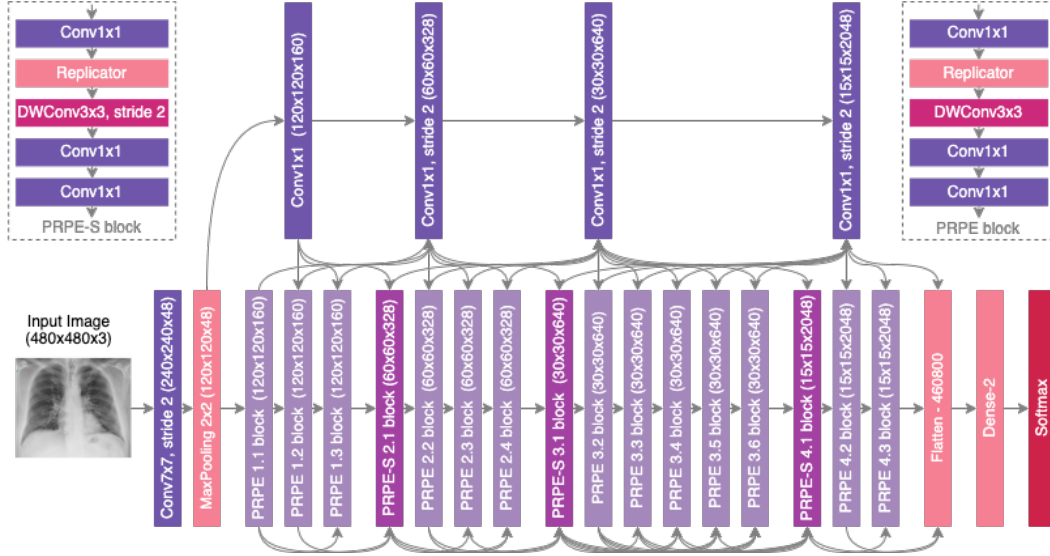 Conv1x1
Replicator
DWConv3x3, stride 2
Conv1x1
Conv1x1
PRPE-S block
Conv1x1 (120x120x160)
Conv1x1, stride 2 (60x60x328)
Conv1x1, stride 2 (30x30x640)
Conv1x1, stride 2 (15x15x2048)
Conv1x1
Replicator
DWConv3x3
Conv1x1
Conv1x1
PRPE block
Input Image
(480x480x3)
Conv7x7, stride 2 (240x240x48)
MaxPooling 2x2 (120x120x48)
PRPE 1.1 block (120x120x160)
PRPE 1.2 block (120x120x160)
PRPE 1.3 block (120x120x160)
PRPE-S 2.1 block (60x60x328)
PRPE 2.2 block (60x60x328)
PRPE 2.3 block (60x60x328)
PRPE 2.4 block (60x60x328)
PRPE-S 3.1 block (30x30x640)
PRPE 3.2 block (30x30x640)
PRPE 3.3 block (30x30x640)
PRPE 3.4 block (30x30x640)
PRPE 3.5 block (30x30x640)
PRPE 3.6 block (30x30x640)
PRPE-S 4.1 block (15x15x2048)
PRPE 4.2 block (15x15x2048)
PRPE 4.3 block (15x15x2048)
Flatten - 460800
Dense-2
Softmax